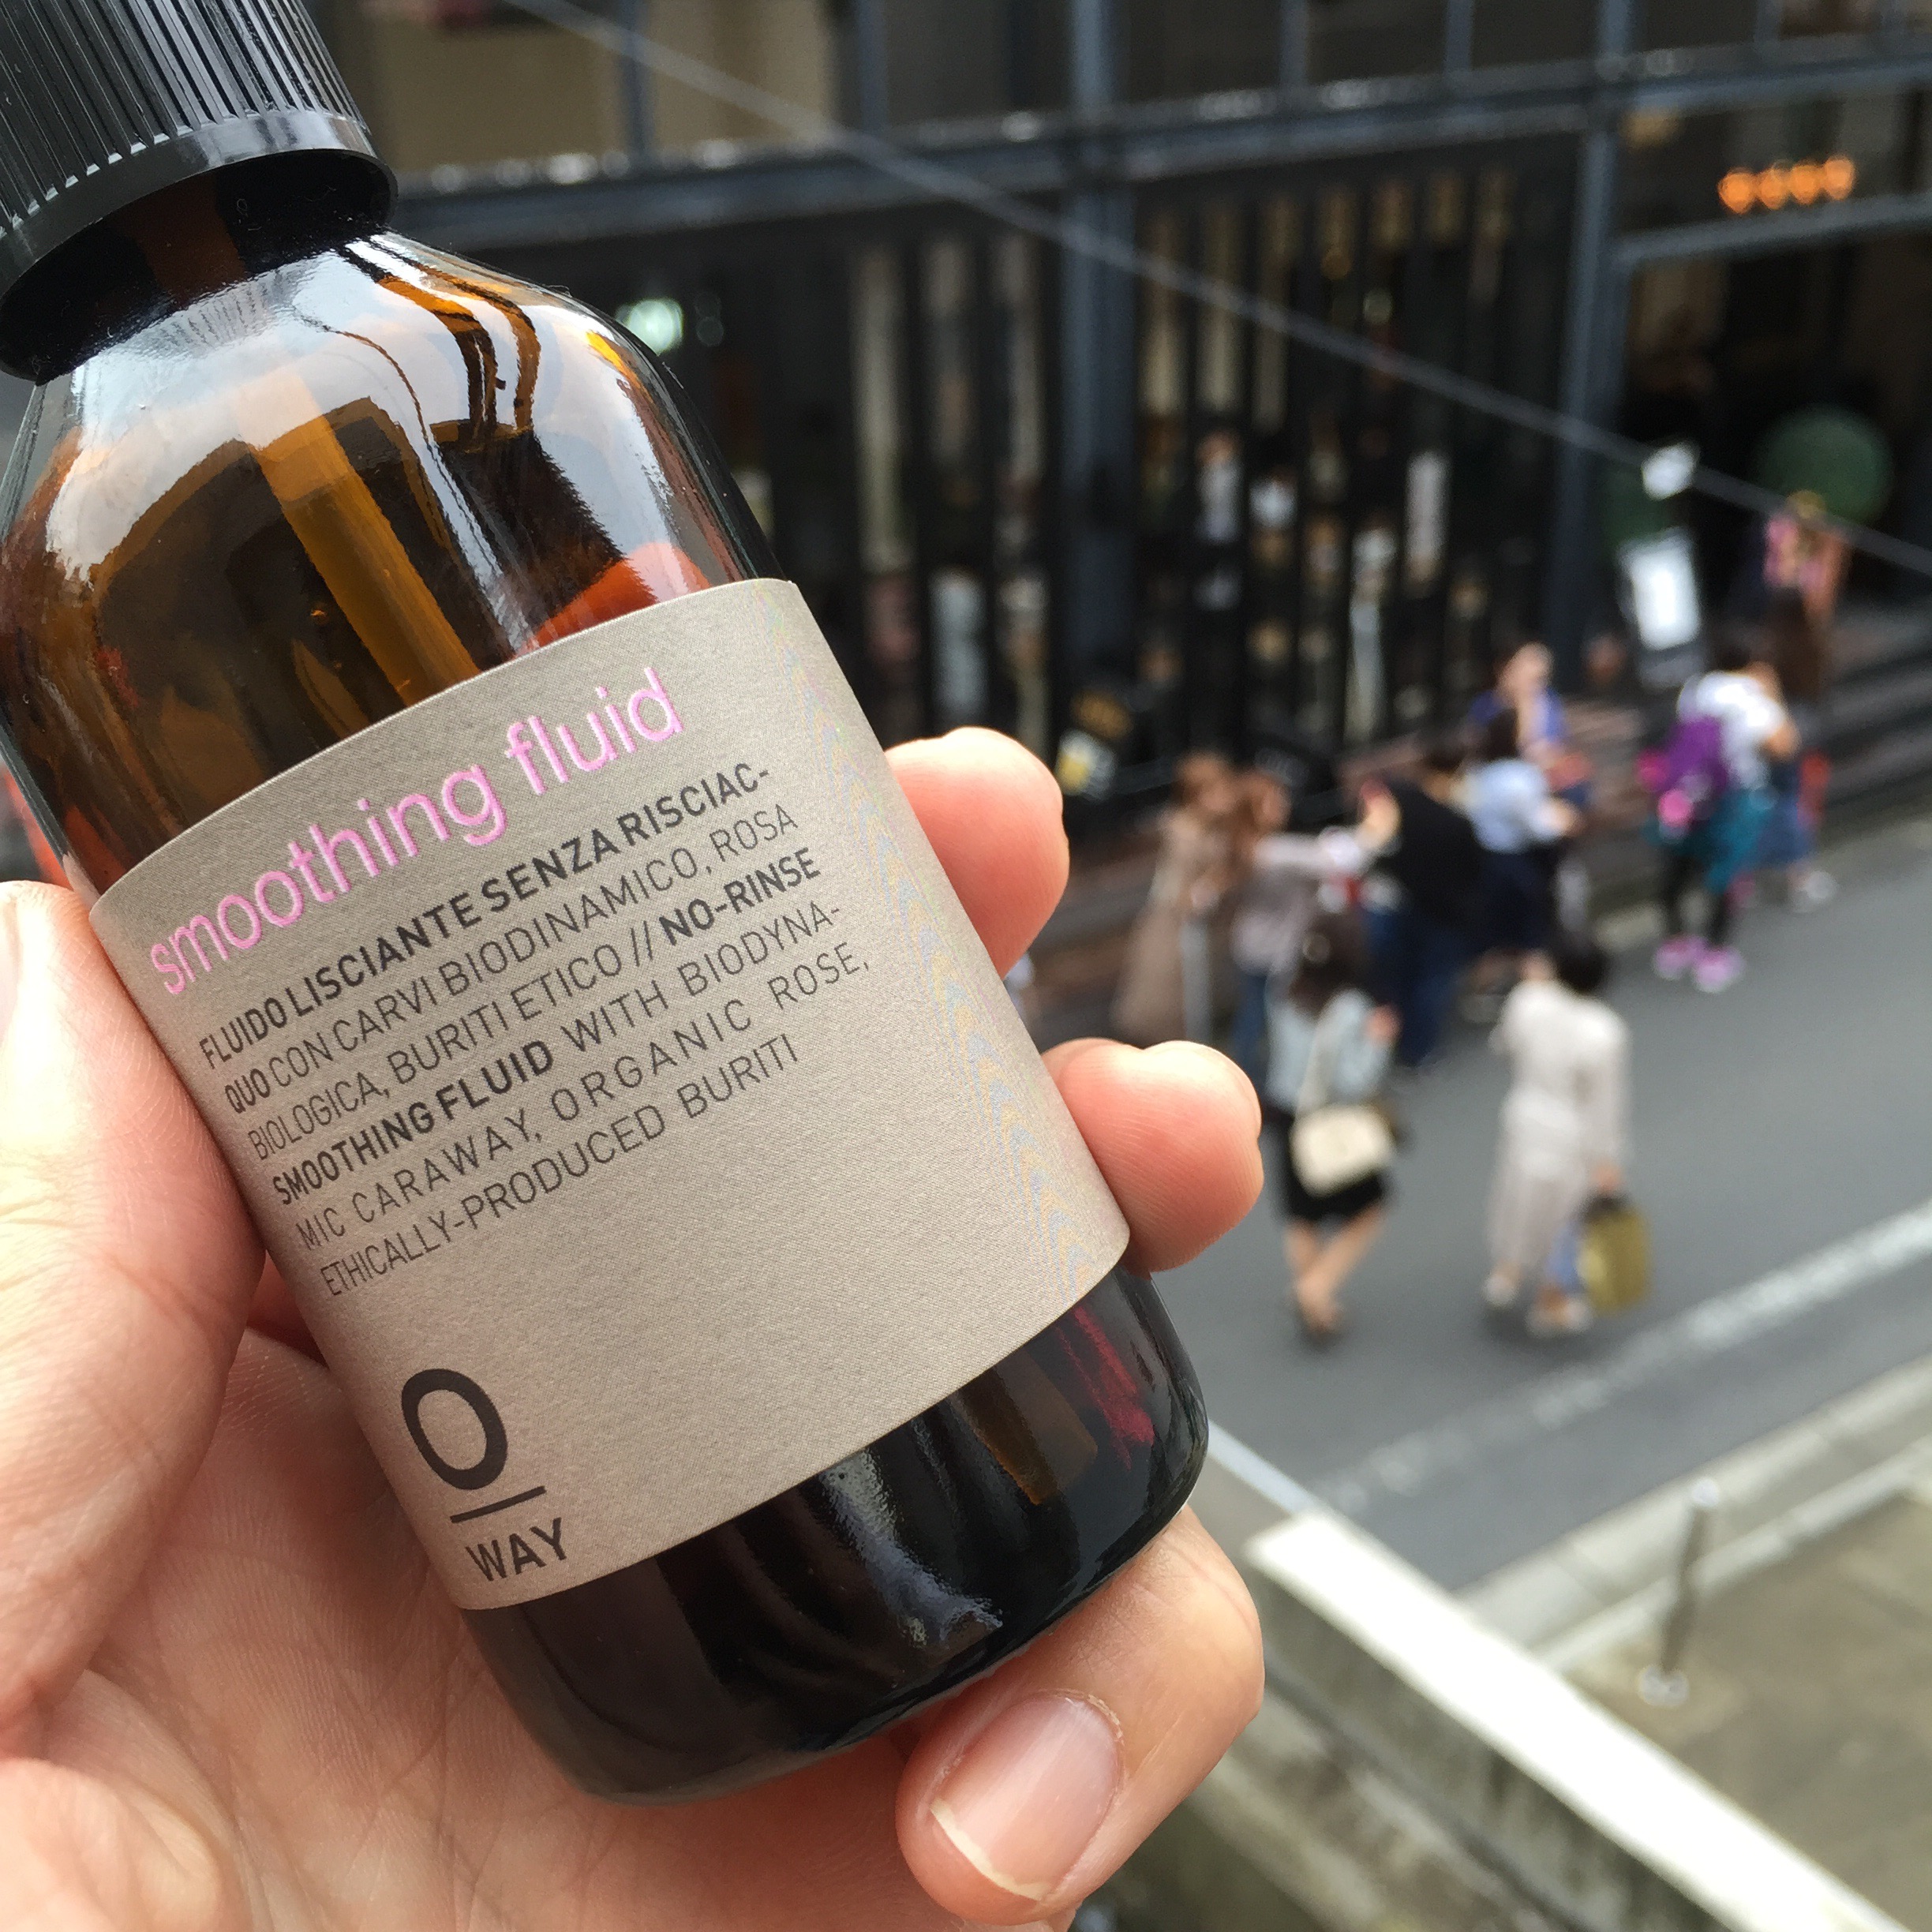 smoothing fluid
FLUIDO LISCIANTE SENZA RISCIAC-
QUO CON CARVI BIODINAMICO, ROSA
BIOLOGICA, BURITI ETICO // NO-RINSE
SMOOTHING FLUID WITH BIODYNA-
MIC CARAWAY, ORGANIC ROSE,
ETHICALLY-PRODUCED BURITI
O
WAY